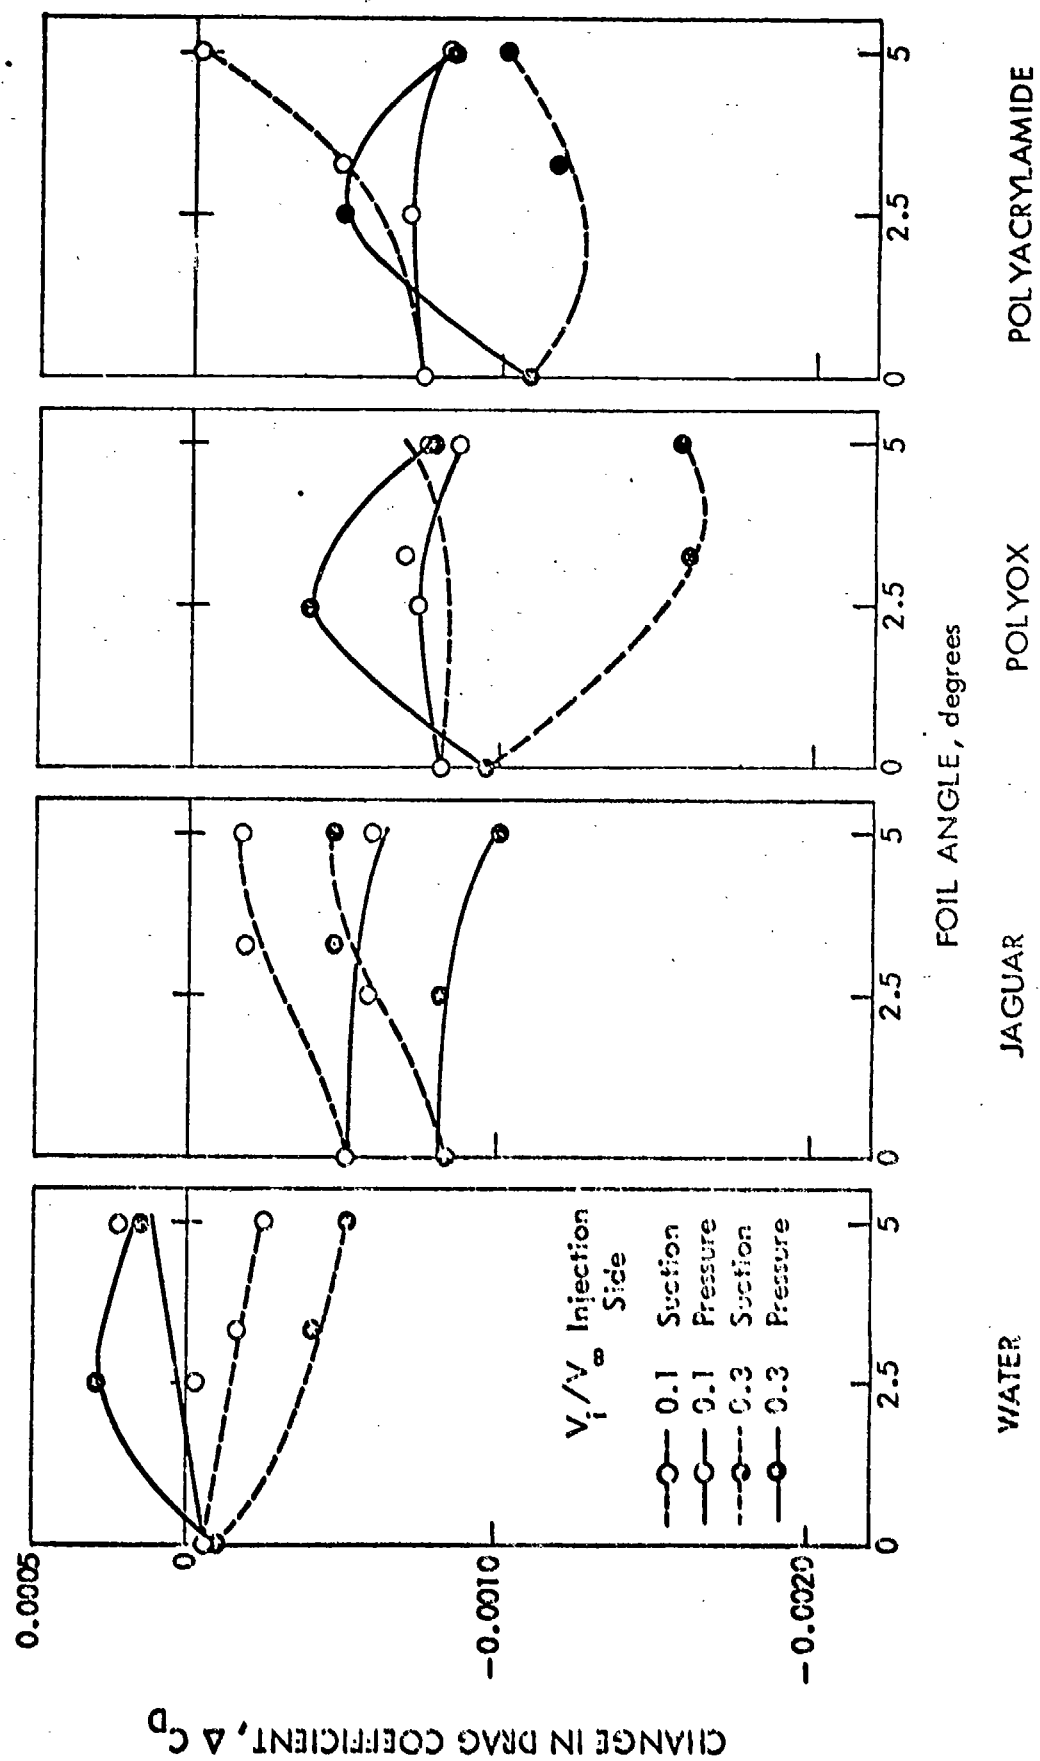 CHANGE IN DRAG COEFFICIENT, Δ C_D
0.0005
0
-0.0010
-0.0020
V_i/V_∞ Injection
Side
0.1 Suction
0.1 Pressure
0.3 Suction
0.3 Pressure
0 2.5 5
0 2.5 5
0 2.5 5
0 2.5 5
FOIL ANGLE, degrees
WATER JAGUAR POLYOX POLYACRYLAMIDE